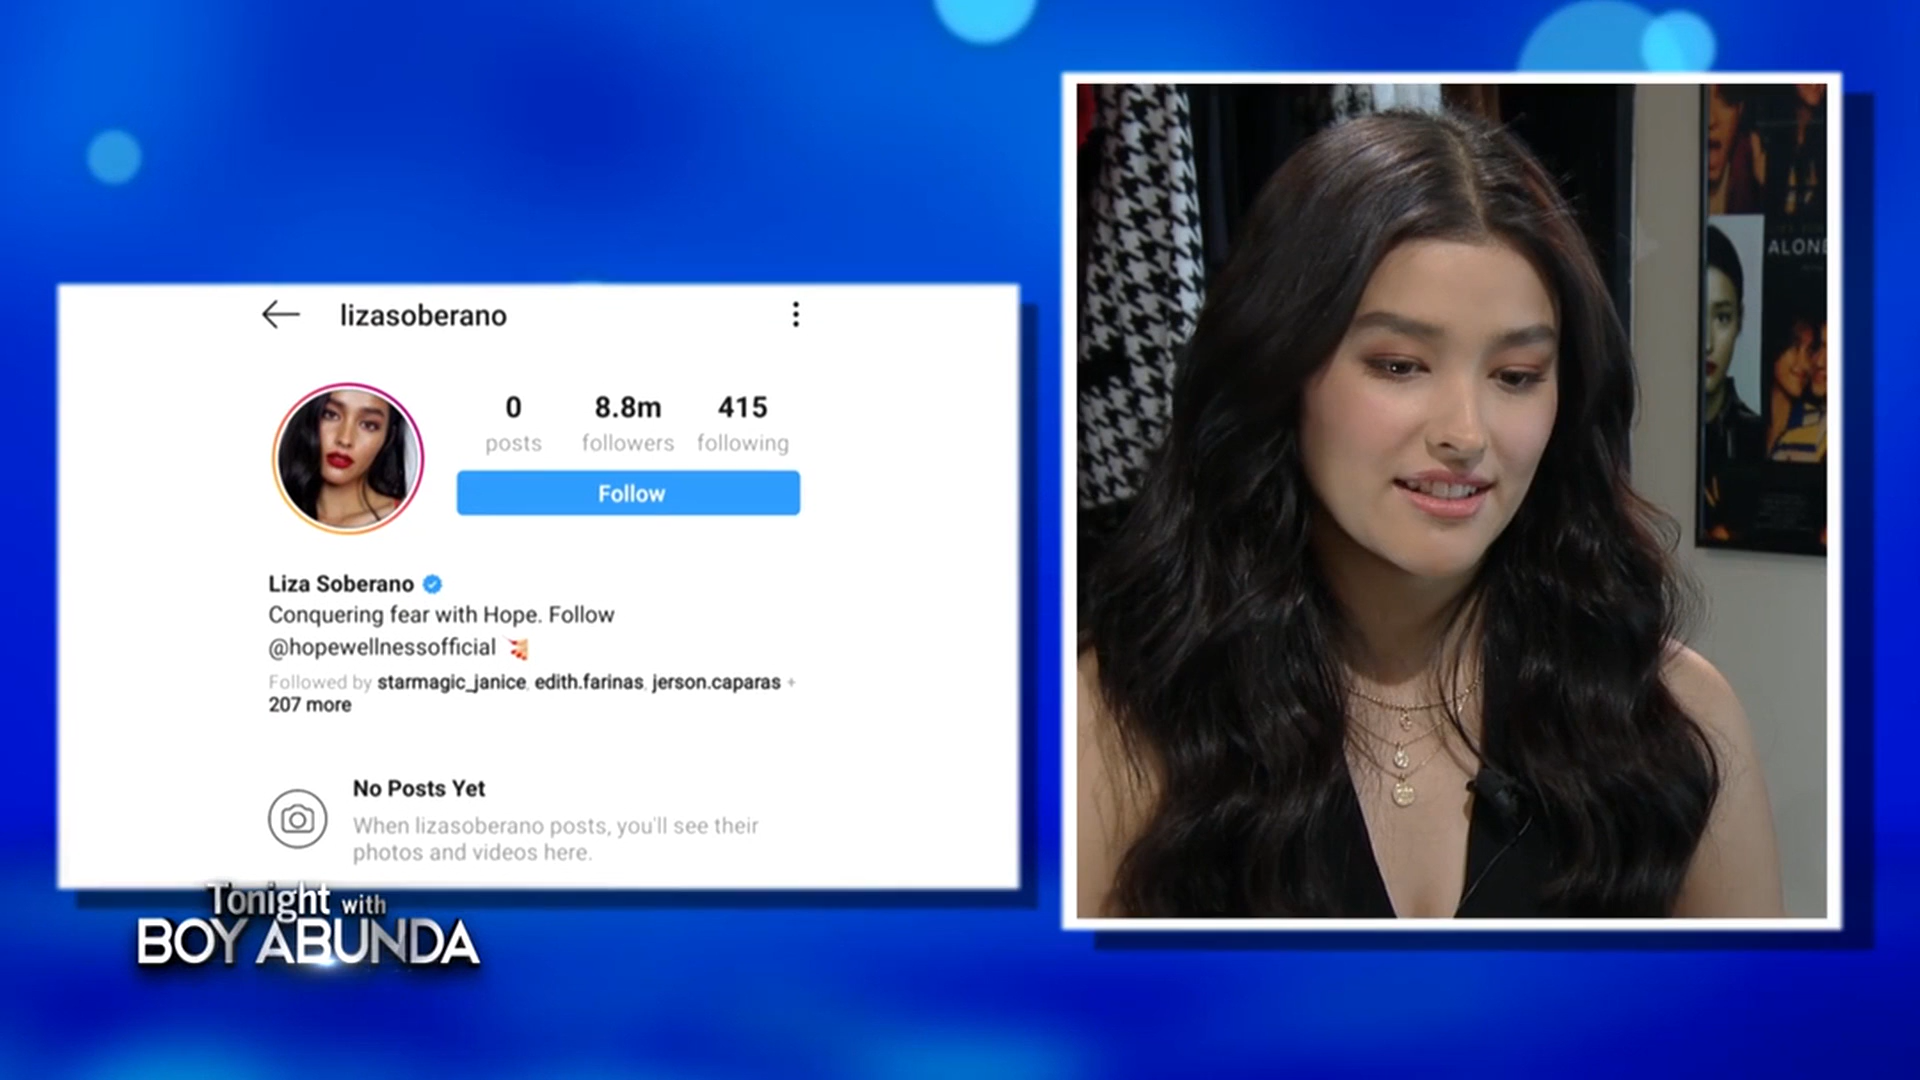 lizasoberano
0 8.8m 415
posts followers following
Follow
Liza Soberano
Conquering fear with Hope. Follow
@hopewellnessofficial
Followed by starmagic_janice, edith.farinas, jerson.caparas +
207 more
No Posts Yet
When lizasoberano posts, you'll see their
photos and videos here.
Tonight with
BOY ABUNDA
ALONE